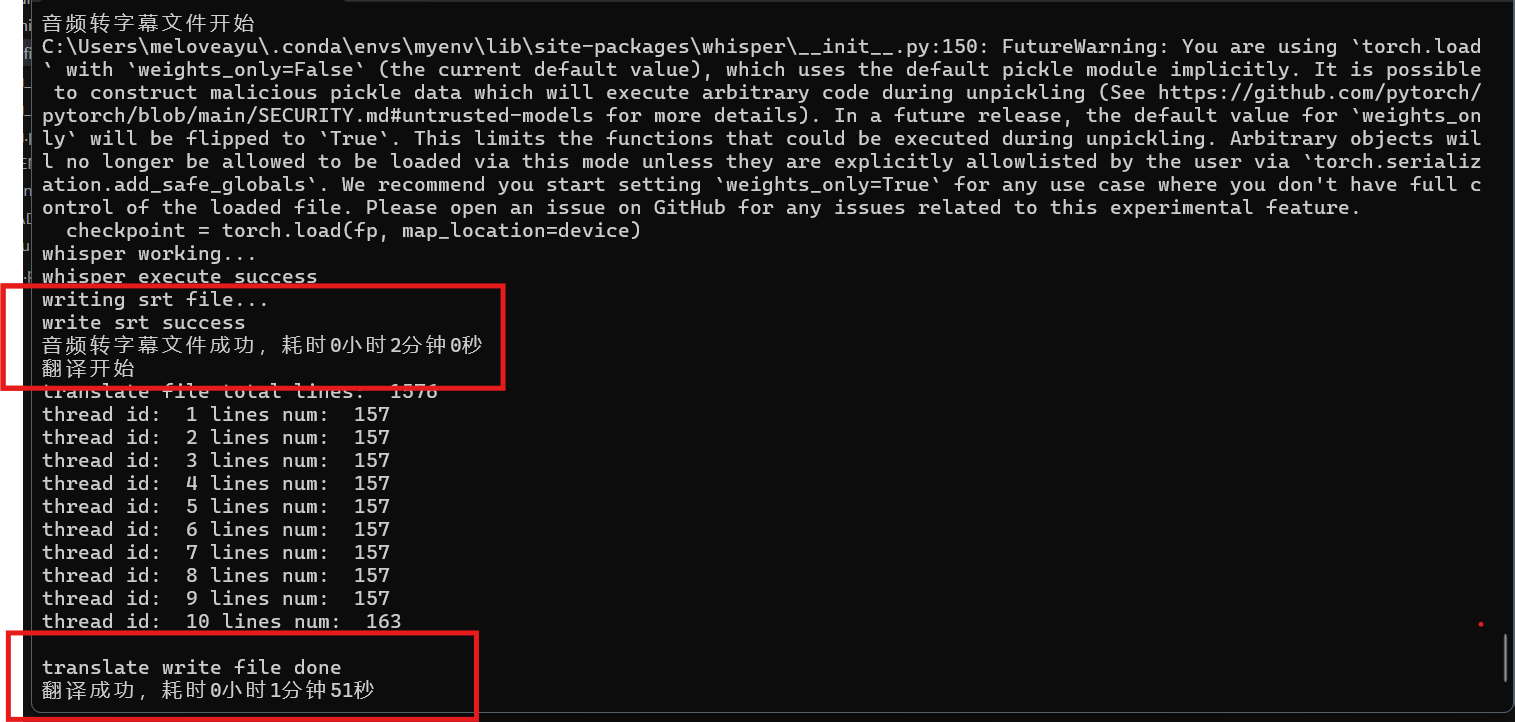 音频转字幕文件开始
C:\Users\meloveayu\.conda\envs\myenv\lib\site-packages\whisper\__init__.py:150: FutureWarning: You are using `torch.load
` with `weights_only=False` (the current default value), which uses the default pickle module implicitly. It is possible
 to construct malicious pickle data which will execute arbitrary code during unpickling (See https://github.com/pytorch/
pytorch/blob/main/SECURITY.md#untrusted-models for more details). In a future release, the default value for `weights_on
ly` will be flipped to `True`. This limits the functions that could be executed during unpickling. Arbitrary objects wil
l no longer be allowed to be loaded via this mode unless they are explicitly allowlisted by the user via `torch.serializ
ation.add_safe_globals`. We recommend you start setting `weights_only=True` for any use case where you don't have full c
ontrol of the loaded file. Please open an issue on GitHub for any issues related to this experimental feature.
  checkpoint = torch.load(fp, map_location=device)
whisper working...
whisper execute success
writing srt file...
write srt success
音频转字幕文件成功，耗时0小时2分钟0秒
翻译开始
translate file total lines:  1576
thread id:  1 lines num:  157
thread id:  2 lines num:  157
thread id:  3 lines num:  157
thread id:  4 lines num:  157
thread id:  5 lines num:  157
thread id:  6 lines num:  157
thread id:  7 lines num:  157
thread id:  8 lines num:  157
thread id:  9 lines num:  157
thread id:  10 lines num:  163
translate write file done
翻译成功，耗时0小时1分钟51秒